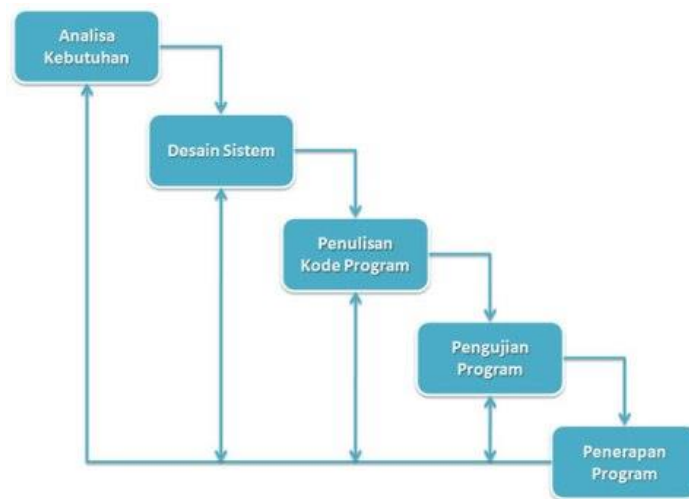 Analisa
Kebutuhan
Desain Sistem
Penulisan
Kode Program
Pengujian
Program
Penerapan
Program